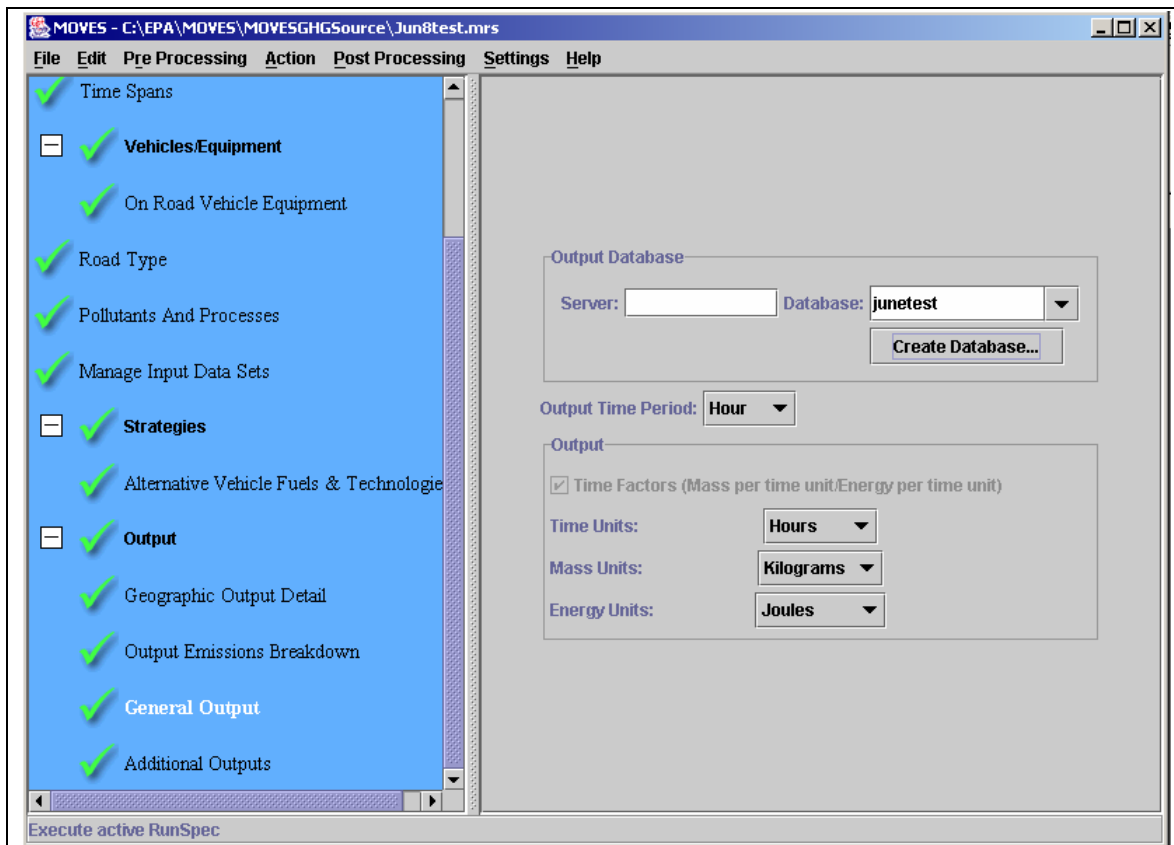 MOVES - C:\EPA\MOVES\MOVESGHGSource\Jun8test.mrs
File Edit Pre Processing Action Post Processing Settings Help
Time Spans
Vehicles/Equipment
On Road Vehicle Equipment
Road Type
Pollutants And Processes
Manage Input Data Sets
Strategies
Alternative Vehicle Fuels & Technologie
Output
Geographic Output Detail
Output Emissions Breakdown
General Output
Additional Outputs
Output Database
Server: Database: junetest
Create Database...
Output Time Period: Hour
Output
Time Factors (Mass per time unit/Energy per time unit)
Time Units: Hours
Mass Units: Kilograms
Energy Units: Joules
Execute active RunSpec